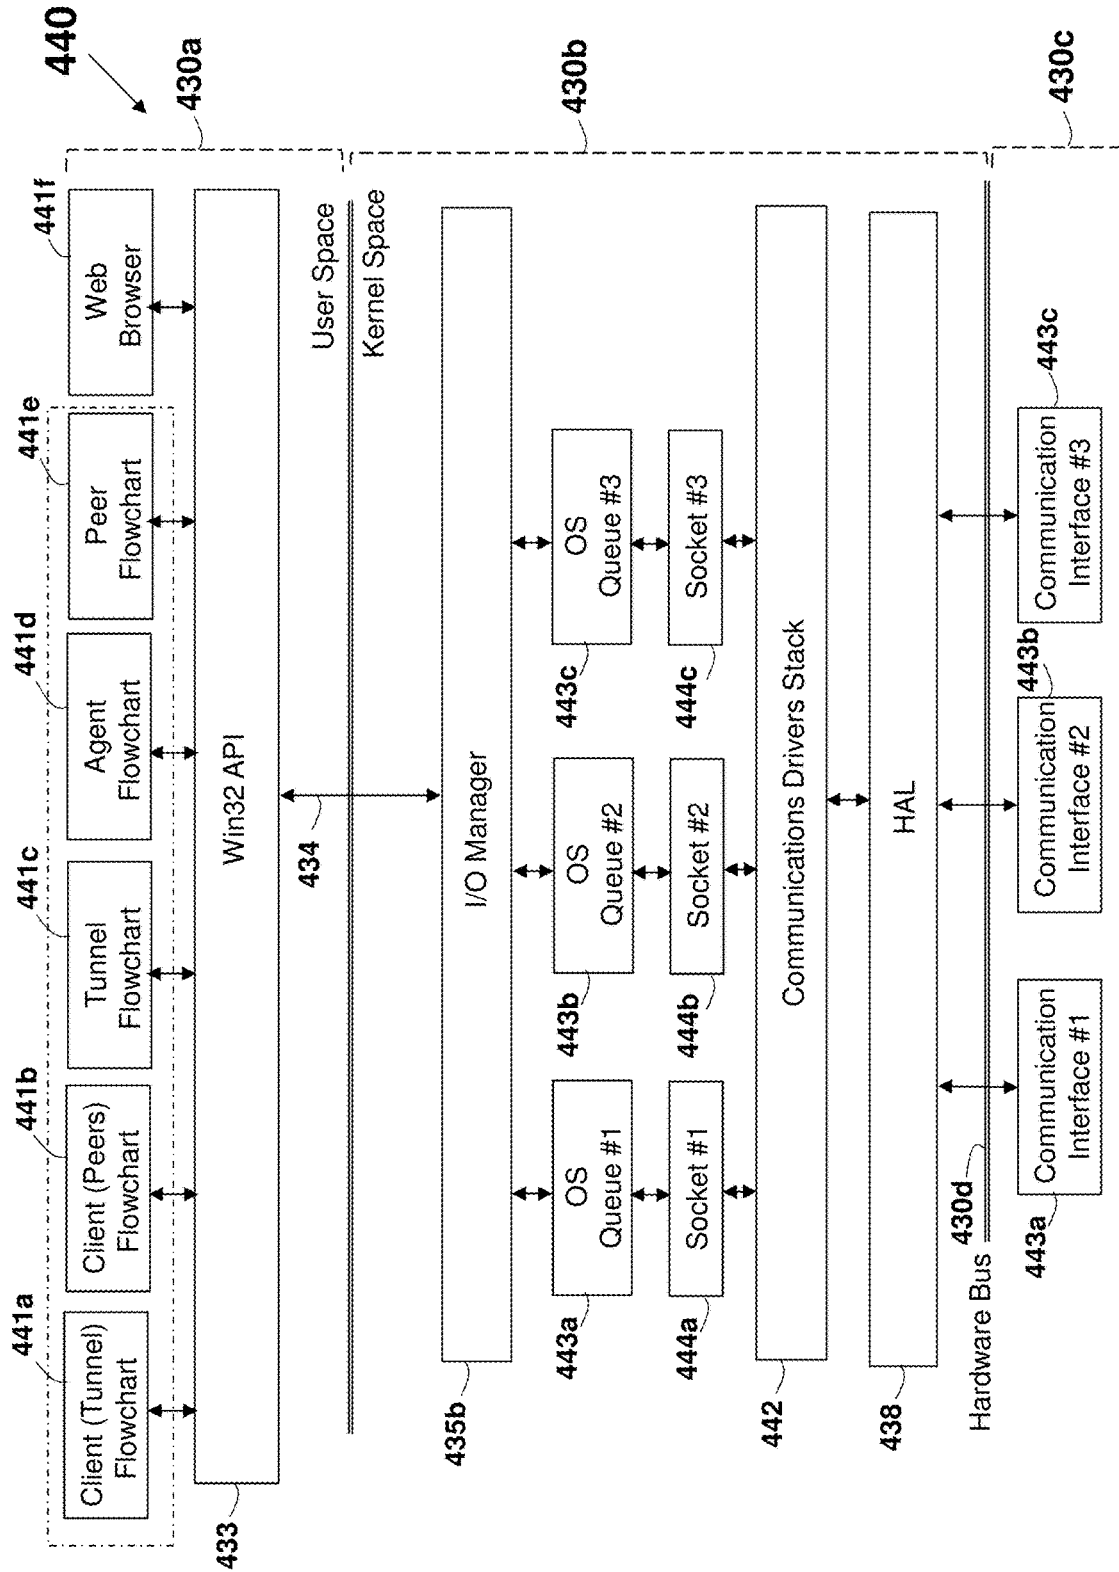 440
441a
441b
441c
441d
441e
441f
430a
Client (Tunnel)
Flowchart
Client (Peers)
Flowchart
Tunnel
Flowchart
Agent
Flowchart
Peer
Flowchart
Web
Browser
433
Win32 API
434
User Space
Kernel Space
430b
435b
I/O Manager
443a
OS
Queue #1
443b
OS
Queue #2
443c
OS
Queue #3
444a
Socket #1
444b
Socket #2
444c
Socket #3
442
Communications Drivers Stack
438
HAL
Hardware Bus
430d
430c
443a
Communication
Interface #1
443b
Communication
Interface #2
443c
Communication
Interface #3